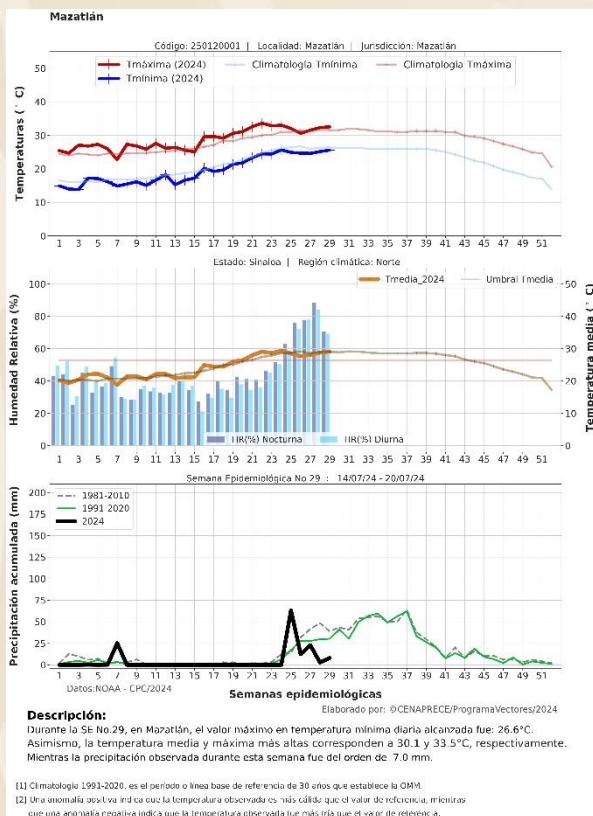 Mazatlán
Código: 250120001 | Localidad: Mazatlán | Jurisdicción: Mazatlán
Tmáxima (2024)
Tmínima (2024)
Climatología Tmínima
Climatología Tmáxima
Temperaturas (° C)
50
40
30
20
10
0
1 3 5 7 9 11 13 15 17 19 21 23 25 27 29 31 33 35 37 39 41 43 45 47 49 51
Estado: Sinaloa | Región climática: Norte
Tmedia_2024
Umbral Tmedia
Humedad Relativa (%)
100
80
60
40
20
0
Temperatura media (° C)
50
40
30
20
10
0
HR(%) Nocturna
HR(%) Diurna
1 3 5 7 9 11 13 15 17 19 21 23 25 27 29 31 33 35 37 39 41 43 45 47 49 51
Semana Epidemiológica No 29 : 14/07/24 - 20/07/24
1981-2010
1991 2020
2024
Precipitación acumulada (mm)
200
175
150
125
100
75
50
25
0
1 3 5 7 9 11 13 15 17 19 21 23 25 27 29 31 33 35 37 39 41 43 45 47 49 51
Datos:NOAA - CPC/2024
Semanas epidemiológicas
Elaborado por: ©CENAPRECE/ProgramaVectores/2024
Descripción:
Durante la SE No.29, en Mazatlán, el valor máximo en temperatura mínima diaria alcanzada fue: 26.6°C.
Asimismo, la temperatura media y máxima más altas corresponden a 30.1 y 33.5°C, respectivamente.
Mientras la precipitación observada durante esta semana fue del orden de 7.0 mm.
[1] Climatología 1991-2020, es el período o línea base de referencia de 30 años que establece la OMM.
[2] Una anomalía positiva indica que la temperatura observada es más cálida que el valor de referencia, mientras
que una anomalía negativa indica que la temperatura observada fue más fría que el valor de referencia.